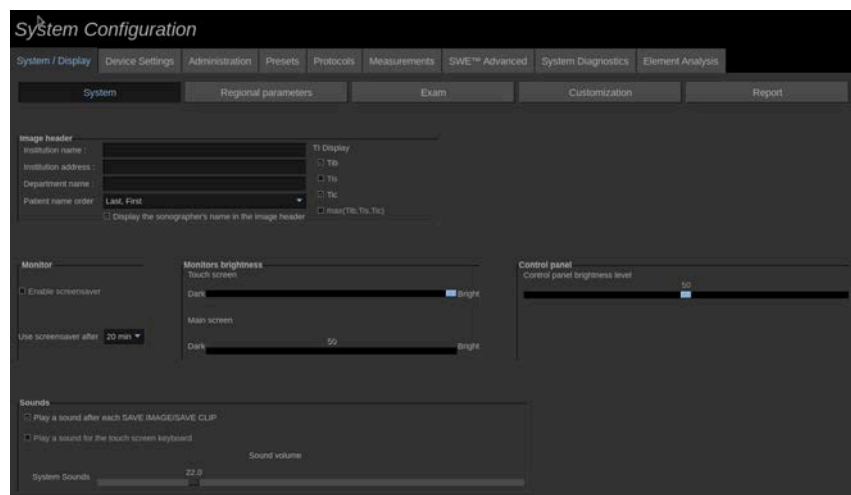 System Configuration
System / Display Device Settings Administration Presets Protocols Measurements SWE™ Advanced System Diagnostics Element Analysis
System Regional parameters Exam Customization Report
Image header
Institution name :
TI Display
Institution address :
Tib
Department name :
Tis
Patient name order Last, First
Tic
Display the sonographer's name in the image header
max(Tib,Tis,Tic)
Monitor
Monitors brightness
Control panel
Touch screen
Control panel brightness level
Enable screensaver
Dark
Bright
50
Main screen
Use screensaver after 20 min
Dark
50
Bright
Sounds
Play a sound after each SAVE IMAGE/SAVE CLIP
Play a sound for the touch screen keyboard
Sound volume
System Sounds
22.0